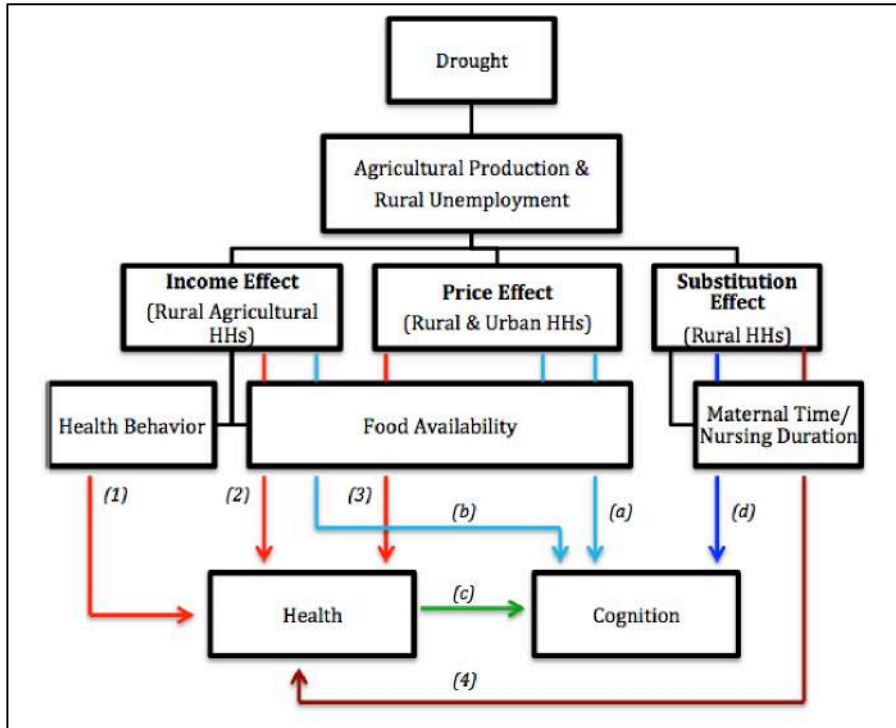 Drought
Agricultural Production &
Rural Unemployment
Income Effect
(Rural Agricultural
HHs)
Price Effect
(Rural & Urban HHs)
Substitution
Effect
(Rural HHs)
Health Behavior
Food Availability
Maternal Time/
Nursing Duration
(1)
(2)
(3)
(b)
(a)
(d)
Health
(c)
Cognition
(4)